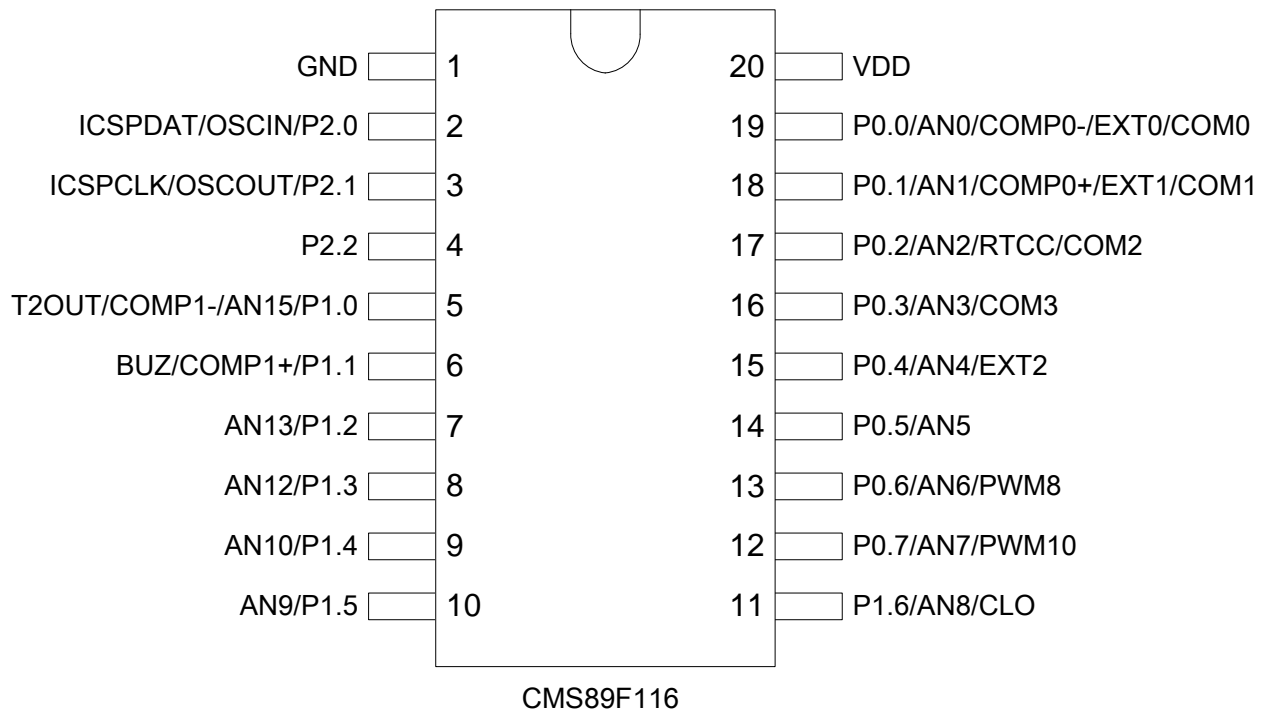 GND 1 20 VDD
ICSPDAT/OSCIN/P2.0 2 19 P0.0/AN0/COMP0-/EXT0/COM0
ICSPCLK/OSCOUT/P2.1 3 18 P0.1/AN1/COMP0+/EXT1/COM1
P2.2 4 17 P0.2/AN2/RTCC/COM2
T2OUT/COMP1-/AN15/P1.0 5 16 P0.3/AN3/COM3
BUZ/COMP1+/P1.1 6 15 P0.4/AN4/EXT2
AN13/P1.2 7 14 P0.5/AN5
AN12/P1.3 8 13 P0.6/AN6/PWM8
AN10/P1.4 9 12 P0.7/AN7/PWM10
AN9/P1.5 10 11 P1.6/AN8/CLO
CMS89F116